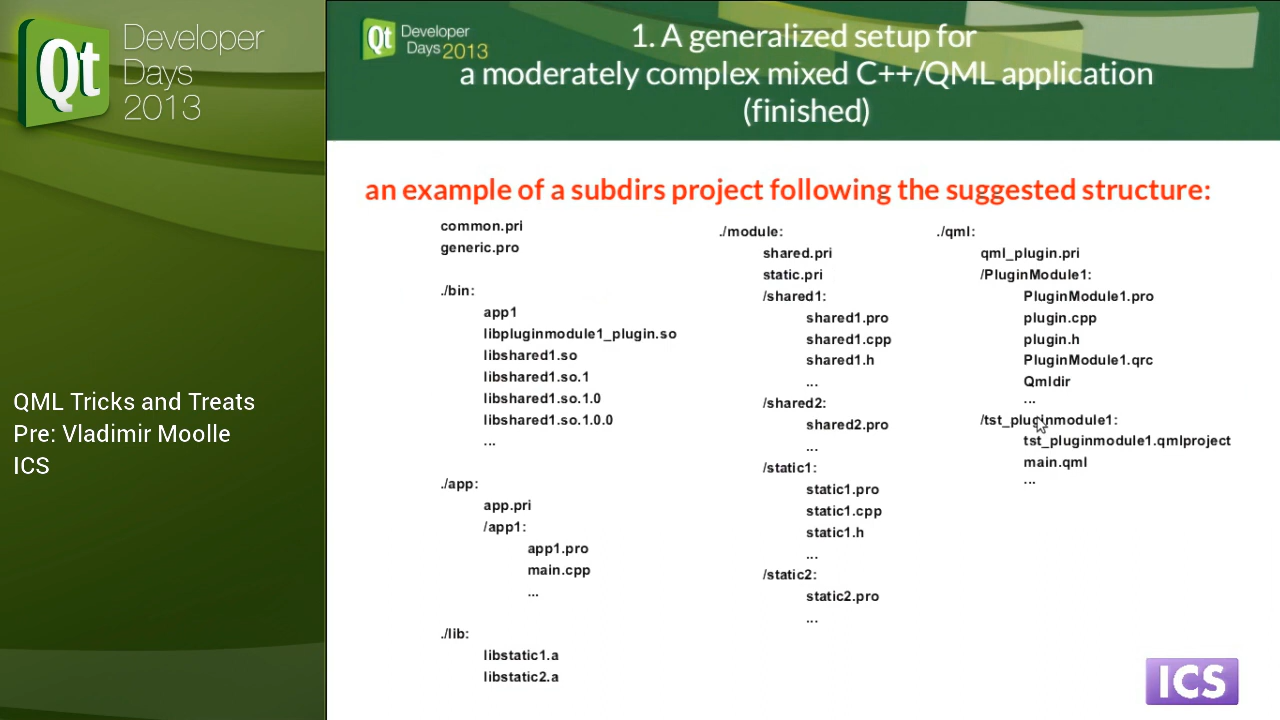 Qt Developer
Days
2013
QML Tricks and Treats
Pre: Vladimir Moolle
ICS
Qt Developer
Days 2013
1. A generalized setup for
a moderately complex mixed C++/QML application
(finished)
an example of a subdirs project following the suggested structure:
common.pri
generic.pro
./bin:
app1
libpluginmodule1_plugin.so
libshared1.so
libshared1.so.1
libshared1.so.1.0
libshared1.so.1.0.0
...
./app:
app.pri
/app1:
app1.pro
main.cpp
...
./lib:
libstatic1.a
libstatic2.a
./module:
shared.pri
static.pri
/shared1:
shared1.pro
shared1.cpp
shared1.h
...
/shared2:
shared2.pro
...
/static1:
static1.pro
static1.cpp
static1.h
...
/static2:
static2.pro
...
./qml:
qml_plugin.pri
/PluginModule1:
PluginModule1.pro
plugin.cpp
plugin.h
PluginModule1.qrc
Qmldir
...
/tst_pluginmodule1:
tst_pluginmodule1.qmlproject
main.qml
...
ICS